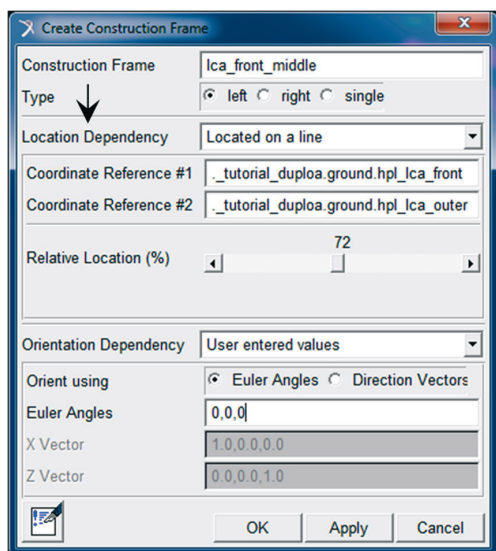 Create Construction Frame
Construction Frame lca_front_middle
Type left right single
Location Dependency Located on a line
Coordinate Reference #1 ._tutorial_duploa.ground.hpl_lca_front
Coordinate Reference #2 ._tutorial_duploa.ground.hpl_lca_outer
72
Relative Location (%)
Orientation Dependency User entered values
Orient using Euler Angles Direction Vectors
Euler Angles 0,0,0
X Vector 1.0,0.0,0.0
Z Vector 0.0,0.0,1.0
OK Apply Cancel